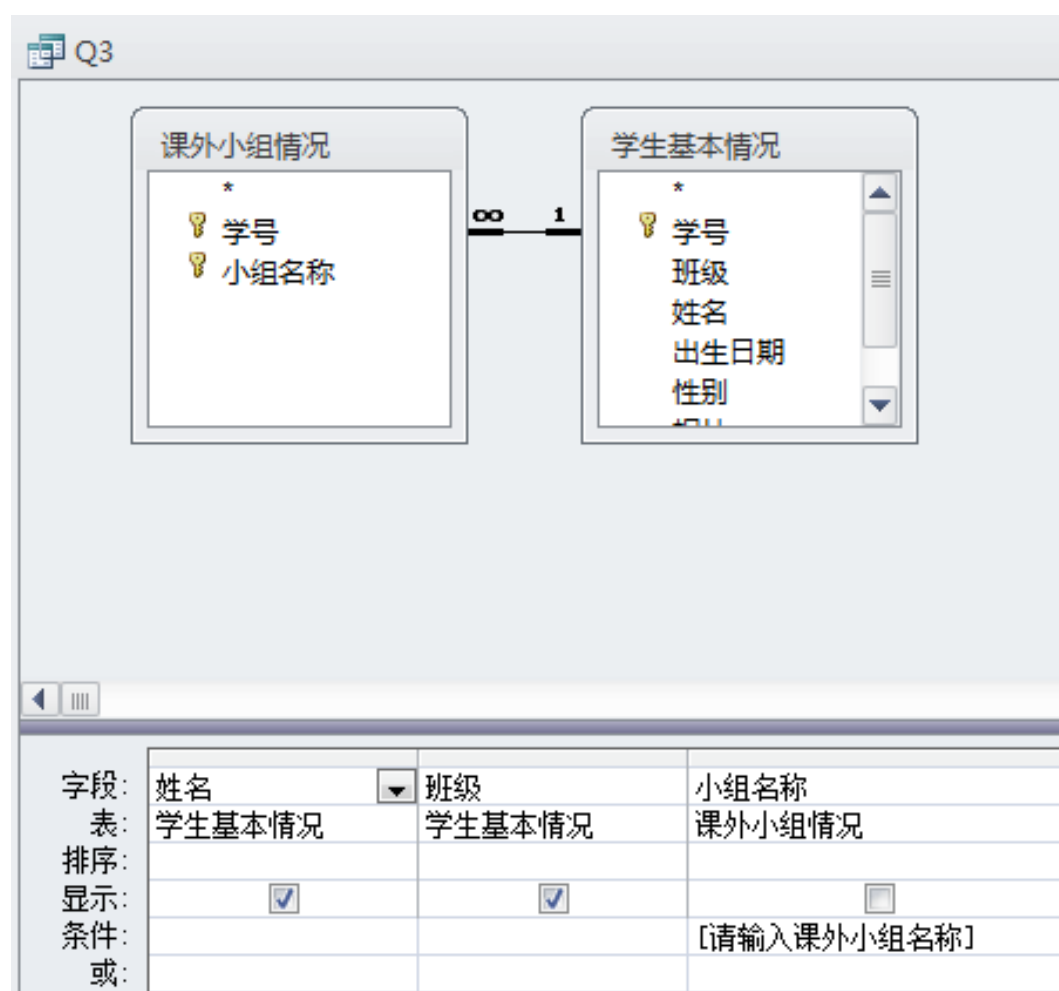 Q3
课外小组情况
*
学号
小组名称
∞ 1
学生基本情况
*
学号
班级
姓名
出生日期
性别
字段: 姓名 班级 小组名称
表: 学生基本情况 学生基本情况 课外小组情况
排序:
显示:
条件: [请输入课外小组名称]
或: